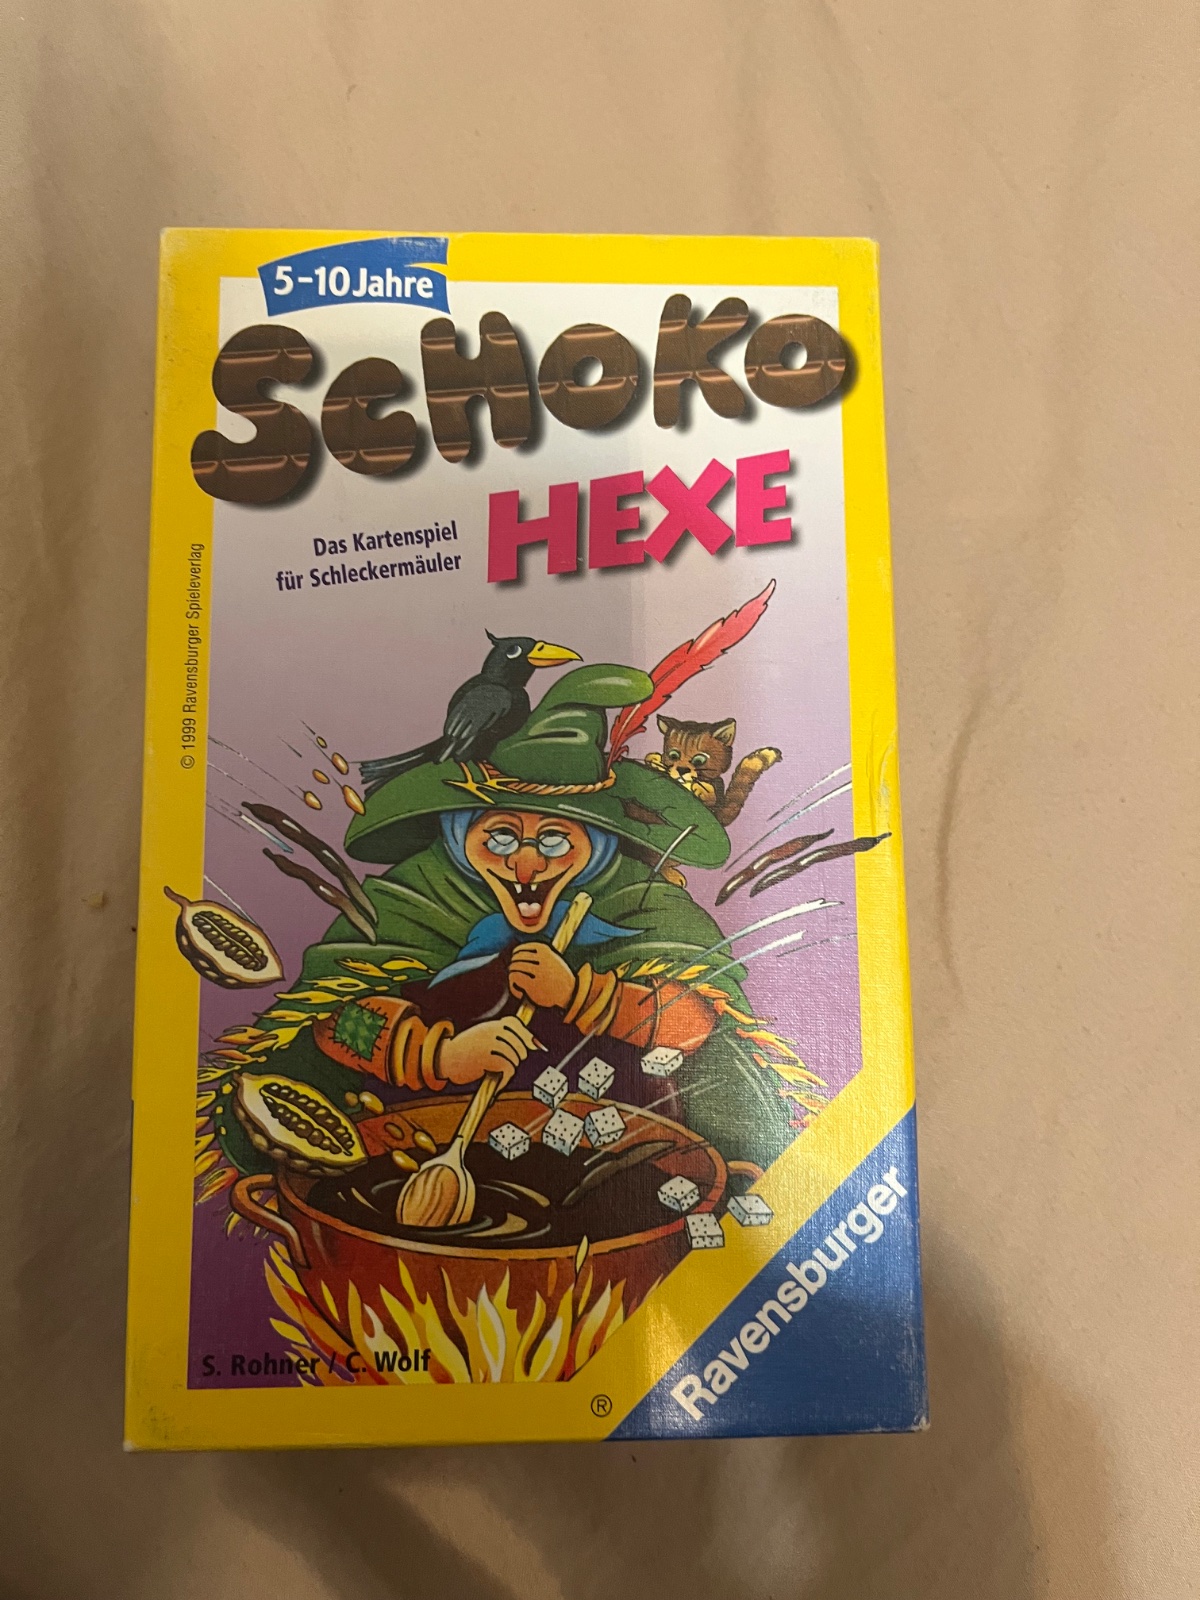 5-10 Jahre
SCHOKO
HEXE
Das Kartenspiel
für Schleckermäuler
© 1999 Ravensburger Spieleverlag
S. Rohner / C. Wolf
®
Ravensburger